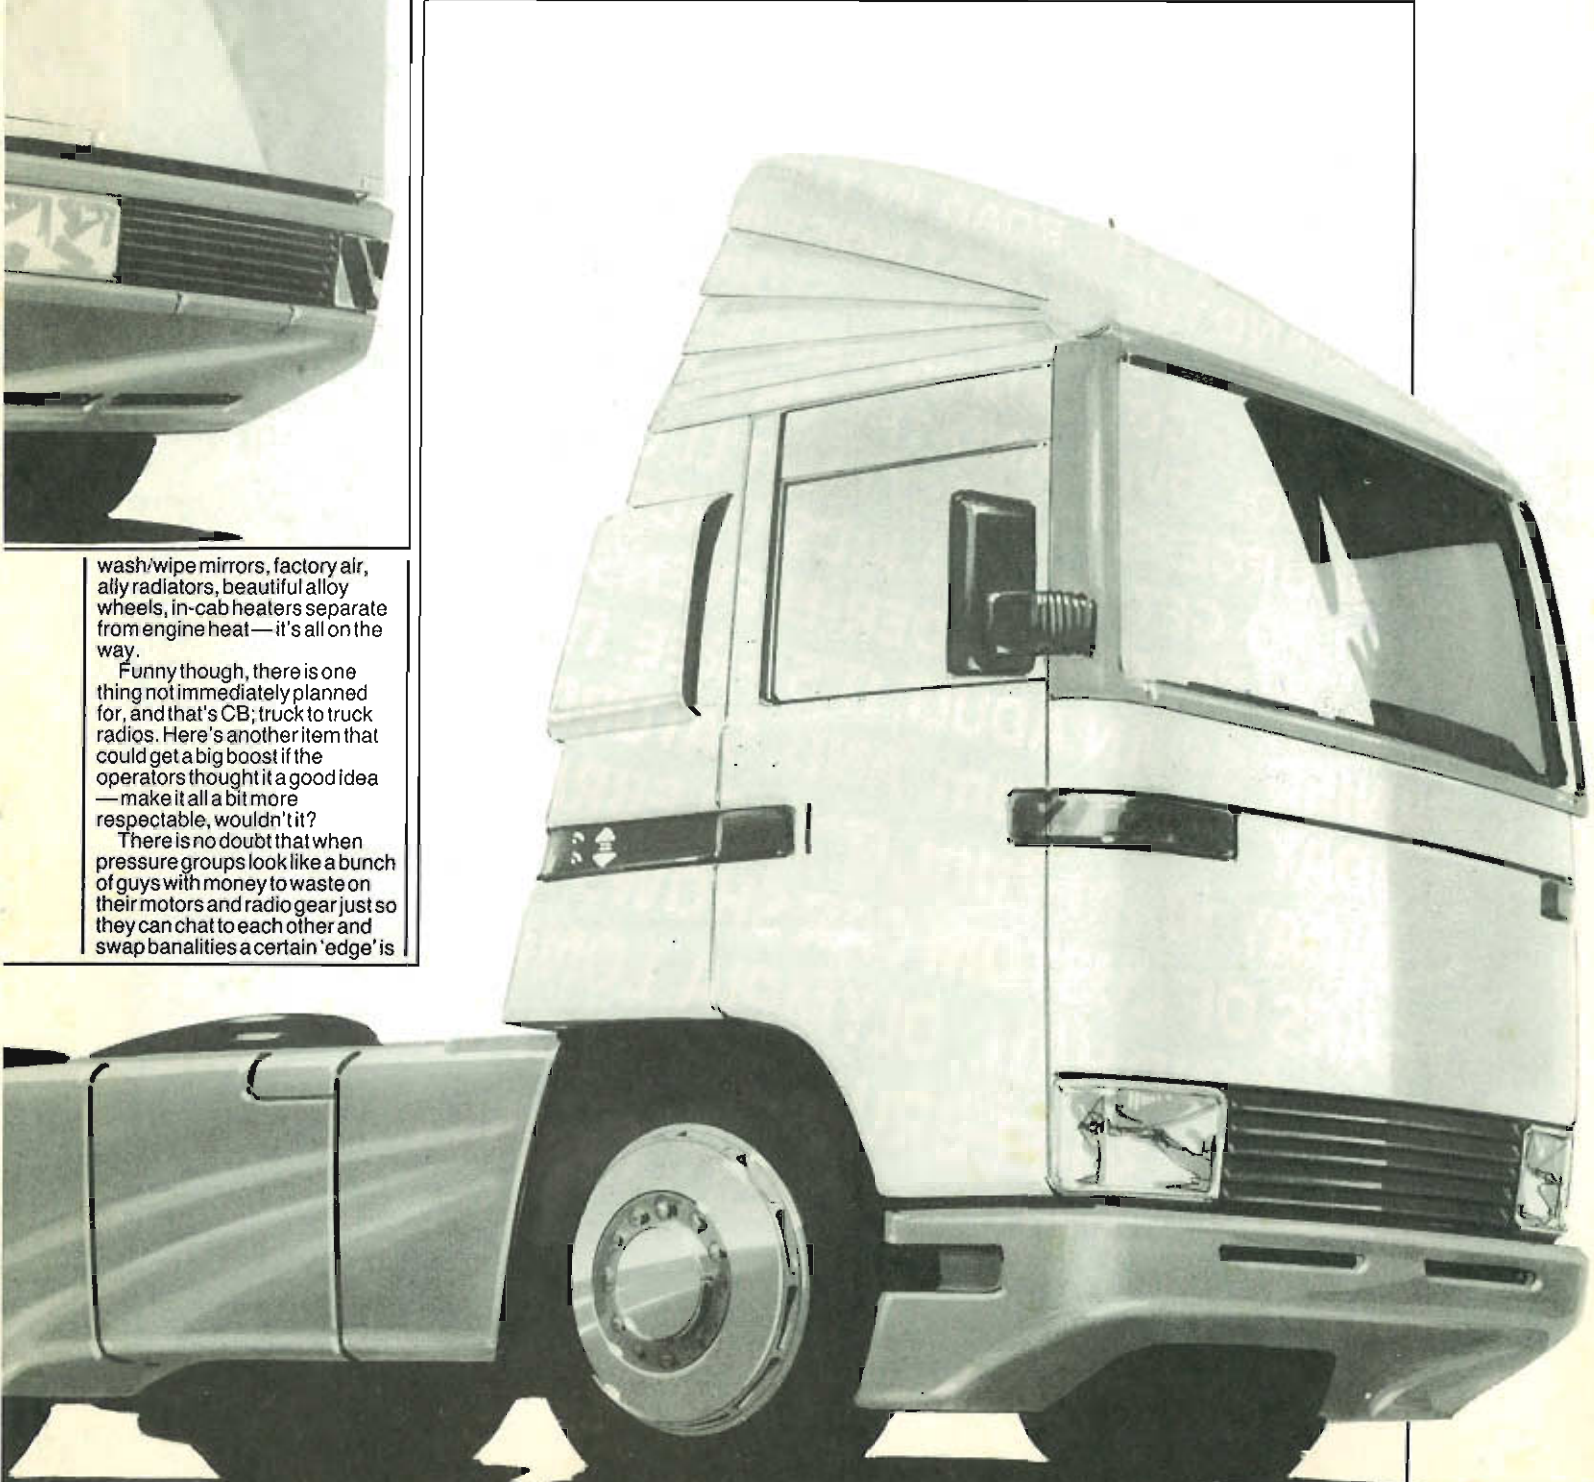 wash/wipe mirrors, factory air,
ally radiators, beautiful alloy
wheels, in-cab heaters separate
from engine heat — it's all on the
way.
Funny though, there is one
thing not immediately planned
for, and that's CB; truck to truck
radios. Here's another item that
could get a big boost if the
operators thought it a good idea
— make it all a bit more
respectable, wouldn't it?
There is no doubt that when
pressure groups look like a bunch
of guys with money to waste on
their motors and radio gear just so
they can chat to each other and
swap banalities a certain 'edge' is